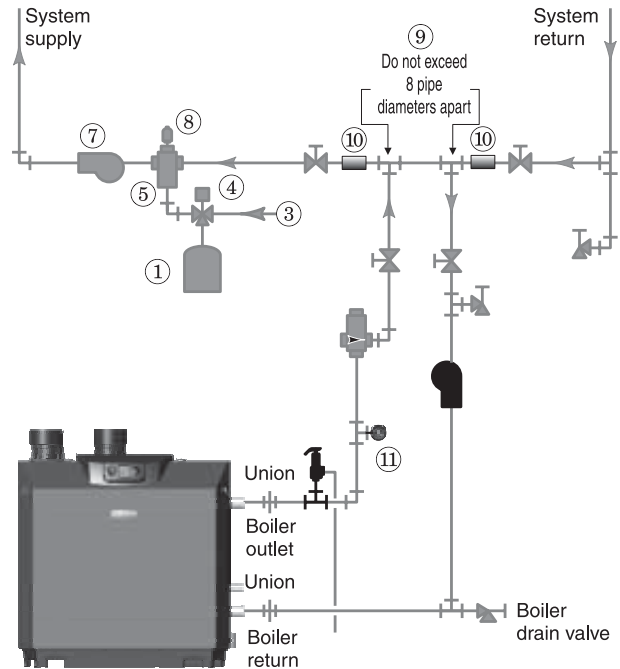 System
supply
System
return
⑨
Do not exceed
8 pipe
diameters apart
⑦
⑧
⑩
⑩
⑤
④
③
①
⑪
Union
Boiler
outlet
Union
Boiler
return
Boiler
drain valve